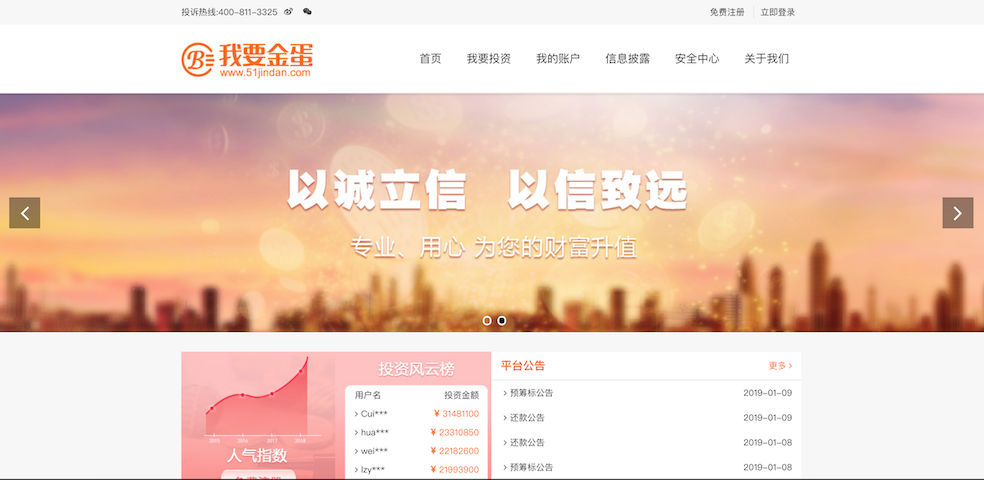 投诉热线:400-811-3325
免费注册
立即登录
我要金蛋
www.51jindan.com
首页
我要投资
我的账户
信息披露
安全中心
关于我们
以诚立信 以信致远
专业、用心 为您的财富升值
2015 2016 2017 2018
人气指数
免费注册
投资风云榜
用户名 投资金额
Cui*** ¥ 31481100
hua*** ¥ 23310850
wei*** ¥ 22182600
lzy*** ¥ 21993900
平台公告 更多
预筹标公告 2019-01-09
还款公告 2019-01-09
还款公告 2019-01-08
预筹标公告 2019-01-08